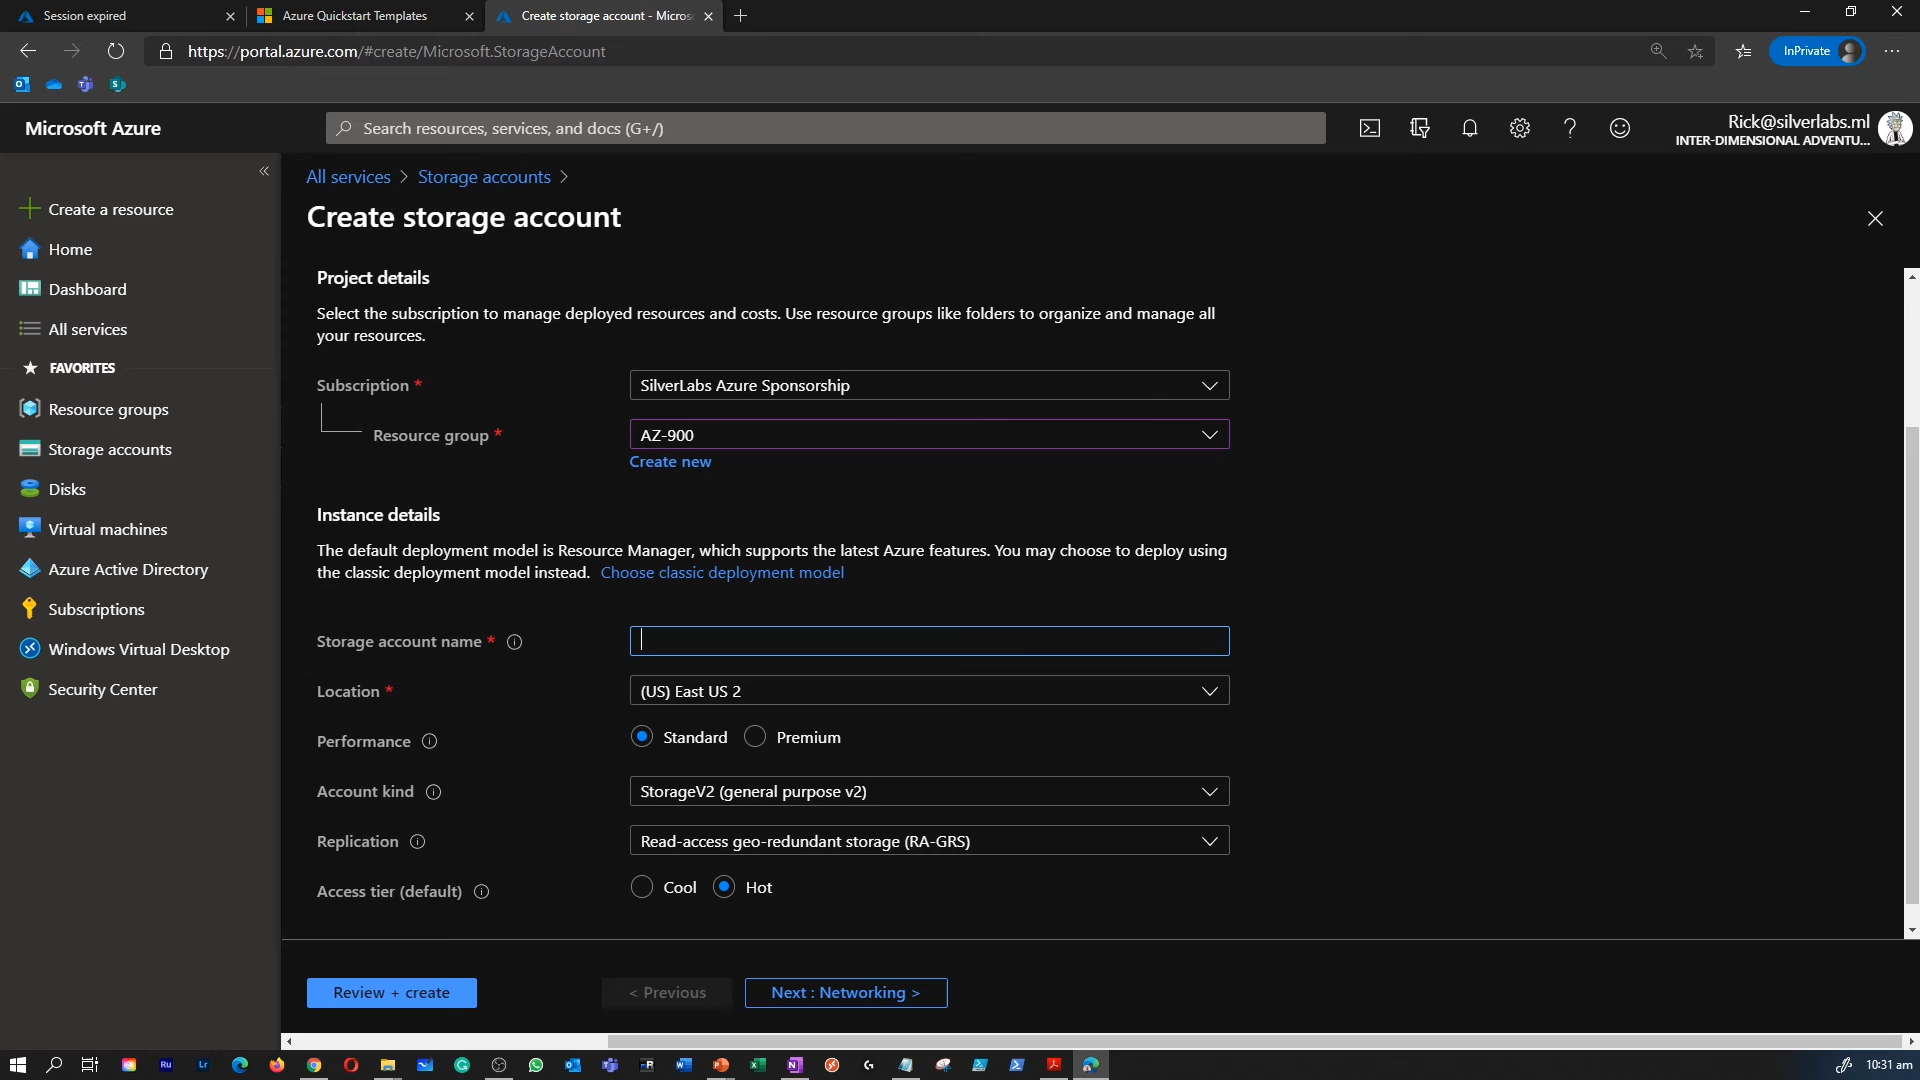 Session expired
Azure Quickstart Templates
Create storage account - Micros
https://portal.azure.com/#create/Microsoft.StorageAccount
InPrivate
Microsoft Azure
Search resources, services, and docs (G+/)
Rick@silverlabs.ml
INTER-DIMENSIONAL ADVENTU...
All services > Storage accounts >
Create storage account
Create a resource
Home
Dashboard
All services
FAVORITES
Resource groups
Storage accounts
Disks
Virtual machines
Azure Active Directory
Subscriptions
Windows Virtual Desktop
Security Center
Project details
Select the subscription to manage deployed resources and costs. Use resource groups like folders to organize and manage all
your resources.
Subscription *
SilverLabs Azure Sponsorship
Resource group *
AZ-900
Create new
Instance details
The default deployment model is Resource Manager, which supports the latest Azure features. You may choose to deploy using
the classic deployment model instead. Choose classic deployment model
Storage account name *
Location *
(US) East US 2
Performance
Standard
Premium
Account kind
StorageV2 (general purpose v2)
Replication
Read-access geo-redundant storage (RA-GRS)
Access tier (default)
Cool
Hot
Review + create
< Previous
Next : Networking >
10:31 am